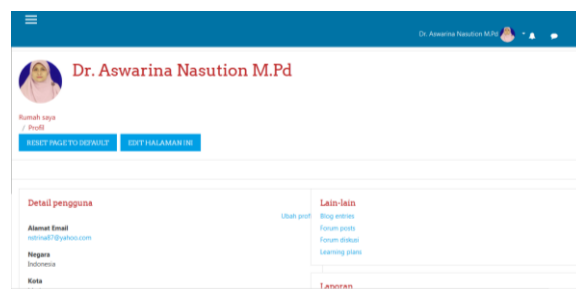 Dr. Aswarina Nasution M.Pd
Dr. Aswarina Nasution M.Pd
Rumah saya
/ Profil
RESET PAGE TO DEFAULT
EDIT HALAMAN INI
Detail pengguna
Ubah prof
Alamat Email
Negara
Indonesia
Kota
Lain-lain
Blog entries
Forum posts
Forum diskusi
Learning plans
Laporan